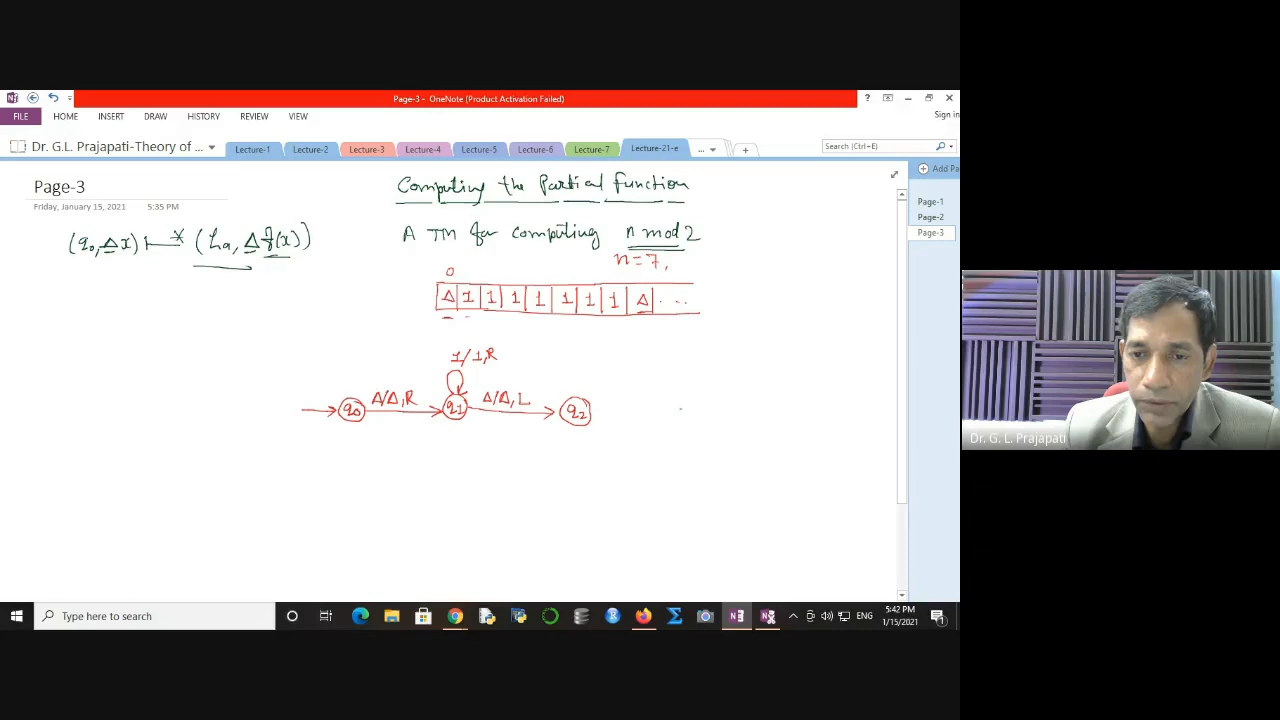 Page-3 - OneNote (Product Activation Failed)
FILE HOME INSERT DRAW HISTORY REVIEW VIEW
Sign in
Dr. G.L. Prajapati-Theory of ... Lecture-1 Lecture-2 Lecture-3 Lecture-4 Lecture-5 Lecture-6 Lecture-7 Lecture-21-e ... Search (Ctrl+E)
Add Pa
Page-1
Page-2
Page-3
Page-3
Friday, January 15, 2021 5:35 PM
Computing the Partial function
A TM for computing n mod 2
(q0, Δx) ⊢* (ha, Δf(x))
n=7,
0
Δ 1 1 1 1 1 1 1 Δ ...
1/1,R
Δ/Δ,R Δ/Δ,L
q0 q1 q2
Dr. G. L. Prajapati
Type here to search
ENG
5:42 PM
1/15/2021
1